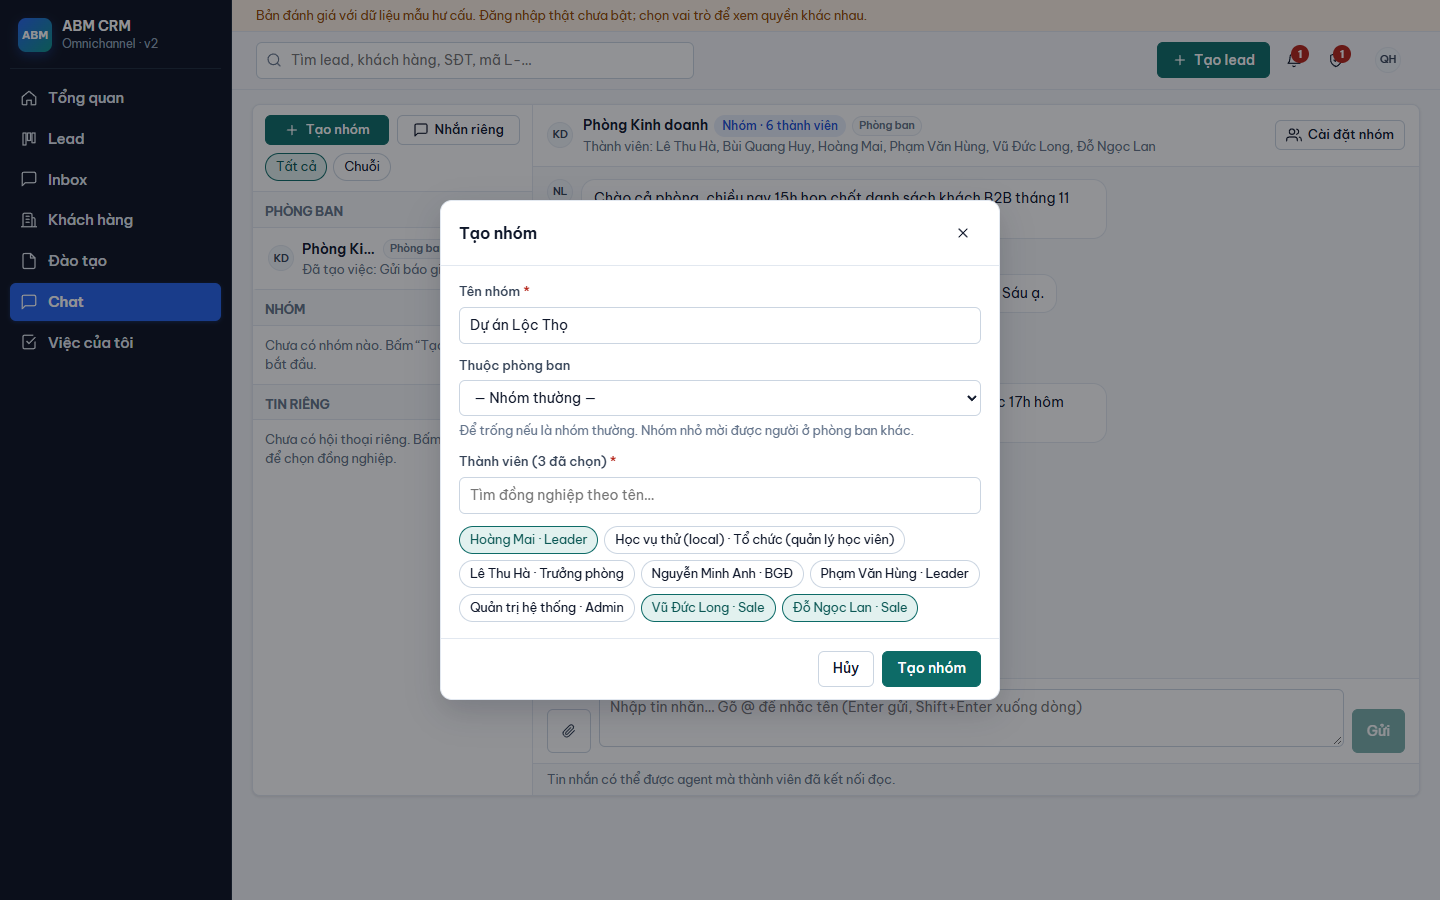 ABM
ABM CRM
Omnichannel · v2
Tổng quan
Lead
Inbox
Khách hàng
Đào tạo
Chat
Việc của tôi
Bản đánh giá với dữ liệu mẫu hư cấu. Đăng nhập thật chưa bật; chọn vai trò để xem quyền khác nhau.
Tìm lead, khách hàng, SĐT, mã L-...
+ Tạo lead
1
1
QH
+ Tạo nhóm
Nhắn riêng
Tất cả
Chuỗi
PHÒNG BAN
KD
Phòng Ki...
Phòng ba
Đã tạo việc: Gửi báo gi
NHÓM
Chưa có nhóm nào. Bấm "Tạo
bắt đầu.
TIN RIÊNG
Chưa có hội thoại riêng. Bấm
để chọn đồng nghiệp.
KD
Phòng Kinh doanh
Nhóm · 6 thành viên
Phòng ban
Thành viên: Lê Thu Hà, Bùi Quang Huy, Hoàng Mai, Phạm Văn Hùng, Vũ Đức Long, Đỗ Ngọc Lan
Cài đặt nhóm
NL
Chào cả phòng, chiều nay 15h họp chốt danh sách khách B2B tháng 11
Sáu ạ.
17h hôm
Tạo nhóm
Tên nhóm *
Dự án Lộc Thọ
Thuộc phòng ban
— Nhóm thường —
Để trống nếu là nhóm thường. Nhóm nhỏ mời được người ở phòng ban khác.
Thành viên (3 đã chọn) *
Tìm đồng nghiệp theo tên...
Hoàng Mai · Leader
Học vụ thử (local) · Tổ chức (quản lý học viên)
Lê Thu Hà · Trưởng phòng
Nguyễn Minh Anh · BGĐ
Phạm Văn Hùng · Leader
Quản trị hệ thống · Admin
Vũ Đức Long · Sale
Đỗ Ngọc Lan · Sale
Hủy
Tạo nhóm
Nhập tin nhắn... Gõ @ để nhắc tên (Enter gửi, Shift+Enter xuống dòng)
Gửi
Tin nhắn có thể được agent mà thành viên đã kết nối đọc.